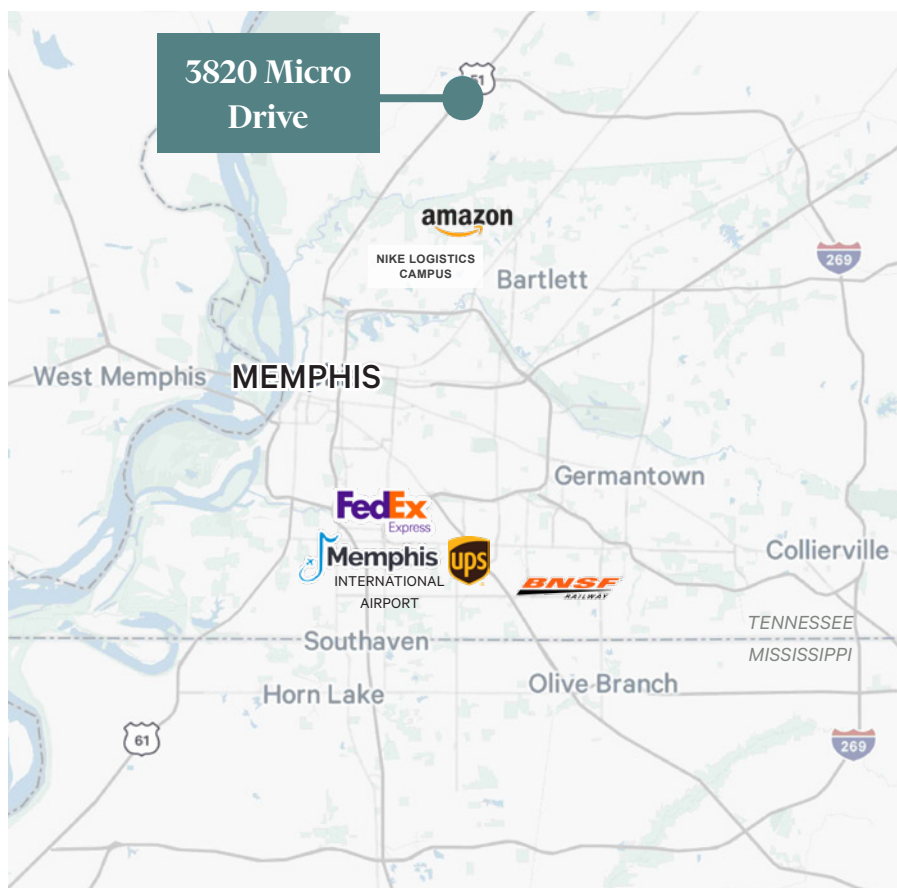 3820 Micro
Drive
51
amazon
NIKE LOGISTICS
CAMPUS
Bartlett
269
West Memphis
MEMPHIS
Germantown
FedEx
Express
Memphis
ups
INTERNATIONAL
AIRPORT
BNSF
RAILWAY
Collierville
TENNESSEE
MISSISSIPPI
Southaven
Horn Lake
Olive Branch
61
269